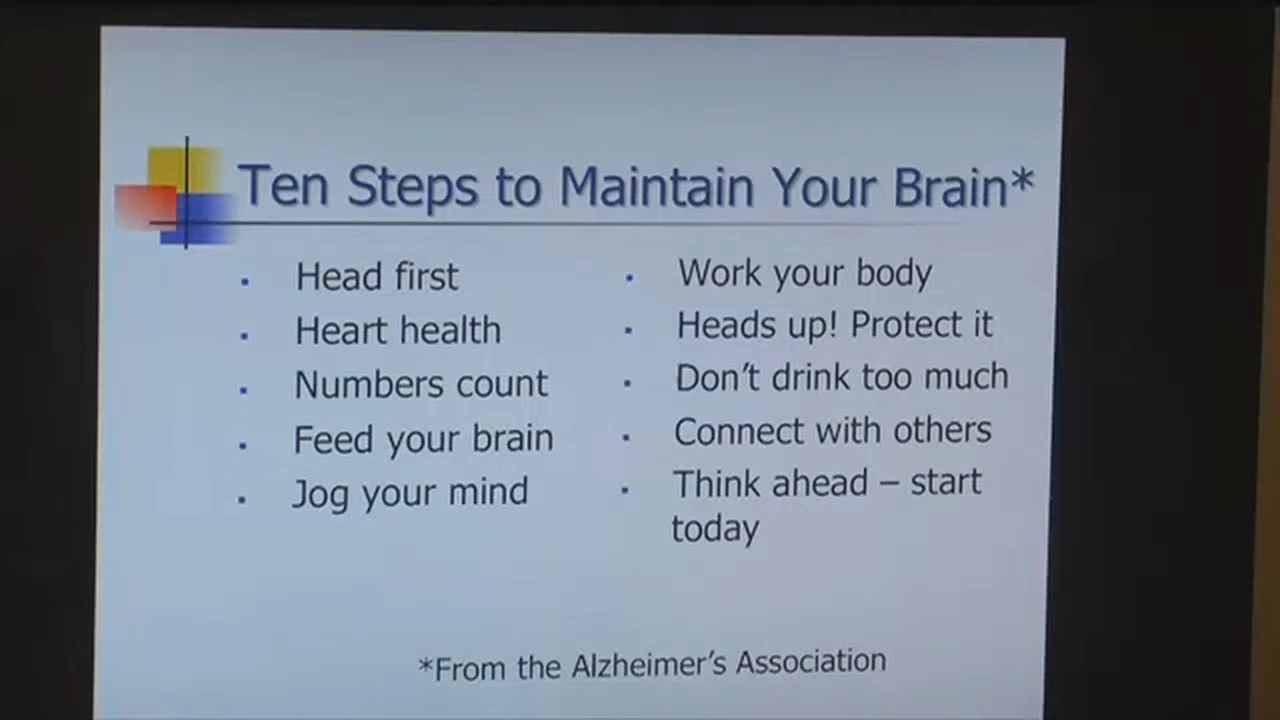 Ten Steps to Maintain Your Brain*
Head first
Heart health
Numbers count
Feed your brain
Jog your mind
Work your body
Heads up! Protect it
Don't drink too much
Connect with others
Think ahead – start
today
*From the Alzheimer's Association